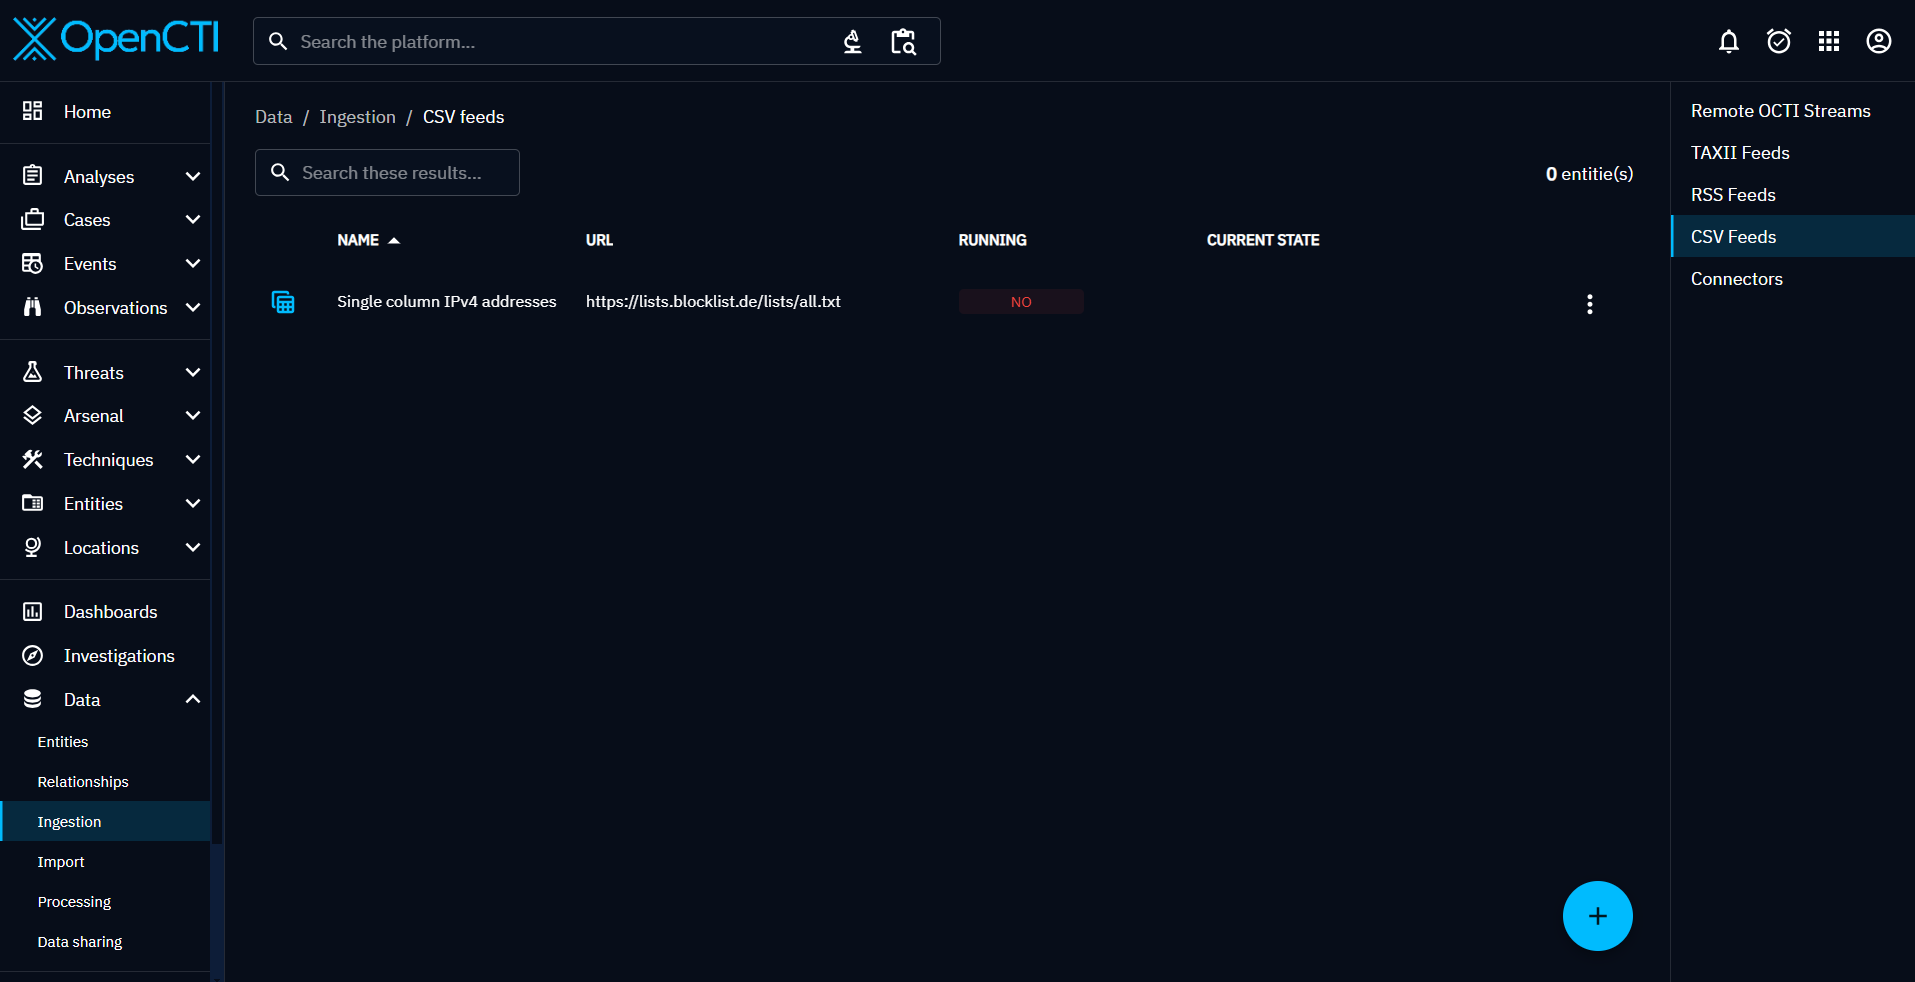 OpenCTI
Search the platform...
Home
Analyses
Cases
Events
Observations
Threats
Arsenal
Techniques
Entities
Locations
Dashboards
Investigations
Data
Entities
Relationships
Ingestion
Import
Processing
Data sharing
Data / Ingestion / CSV feeds
Search these results...
0 entitie(s)
NAME URL RUNNING CURRENT STATE
Single column IPv4 addresses https://lists.blocklist.de/lists/all.txt NO
Remote OCTI Streams
TAXII Feeds
RSS Feeds
CSV Feeds
Connectors